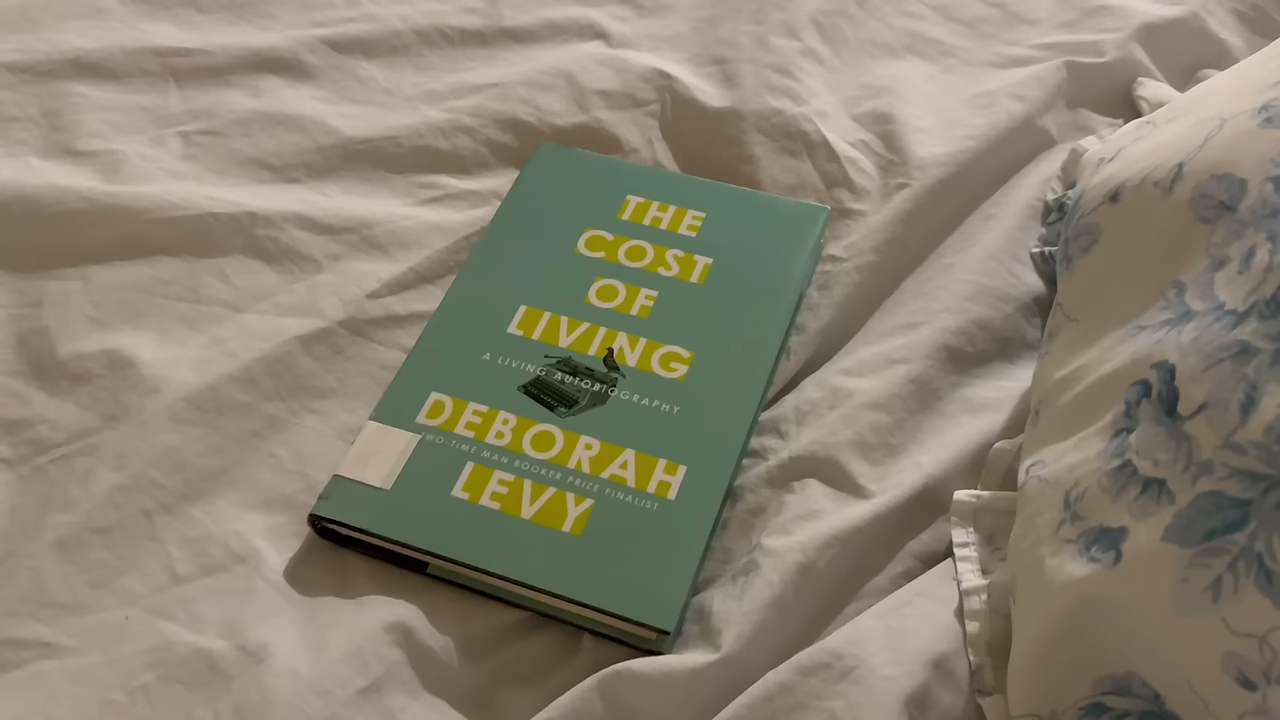 THE
COST
OF
LIVING
A LIVING AUTOBIOGRAPHY
DEBORAH
TWO-TIME MAN BOOKER PRIZE FINALIST
LEVY